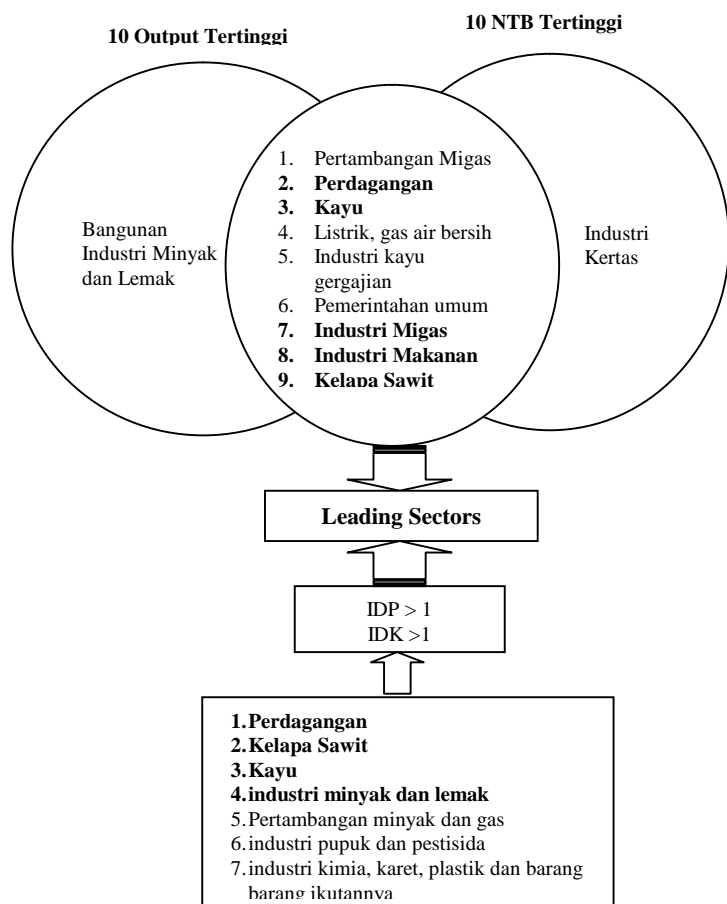 10 Output Tertinggi
10 NTB Tertinggi
Bangunan
Industri Minyak
dan Lemak
1. Pertambangan Migas
2. Perdagangan
3. Kayu
4. Listrik, gas air bersih
5. Industri kayu
gergajian
6. Pemerintahan umum
7. Industri Migas
8. Industri Makanan
9. Kelapa Sawit
Industri
Kertas
Leading Sectors
IDP > 1
IDK >1
1.Perdagangan
2.Kelapa Sawit
3.Kayu
4.industri minyak dan lemak
5.Pertambangan minyak dan gas
6.industri pupuk dan pestisida
7.industri kimia, karet, plastik dan barang
barang ikutannya